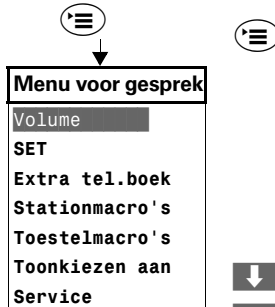 Menu voor gesprek
Volume
SET
Extra tel.boek
Stationmacro's
Toestelmacro's
Toonkiezen aan
Service